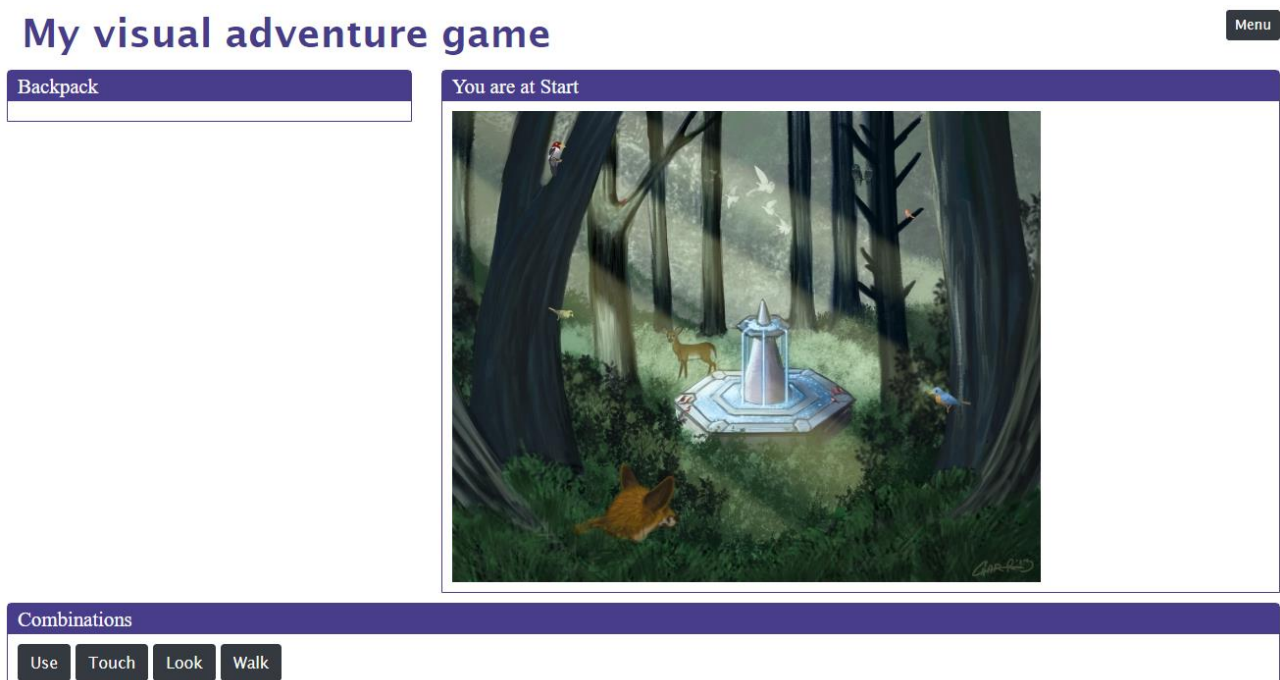 My visual adventure game
Menu
Backpack
You are at Start
Combinations
Use Touch Look Walk